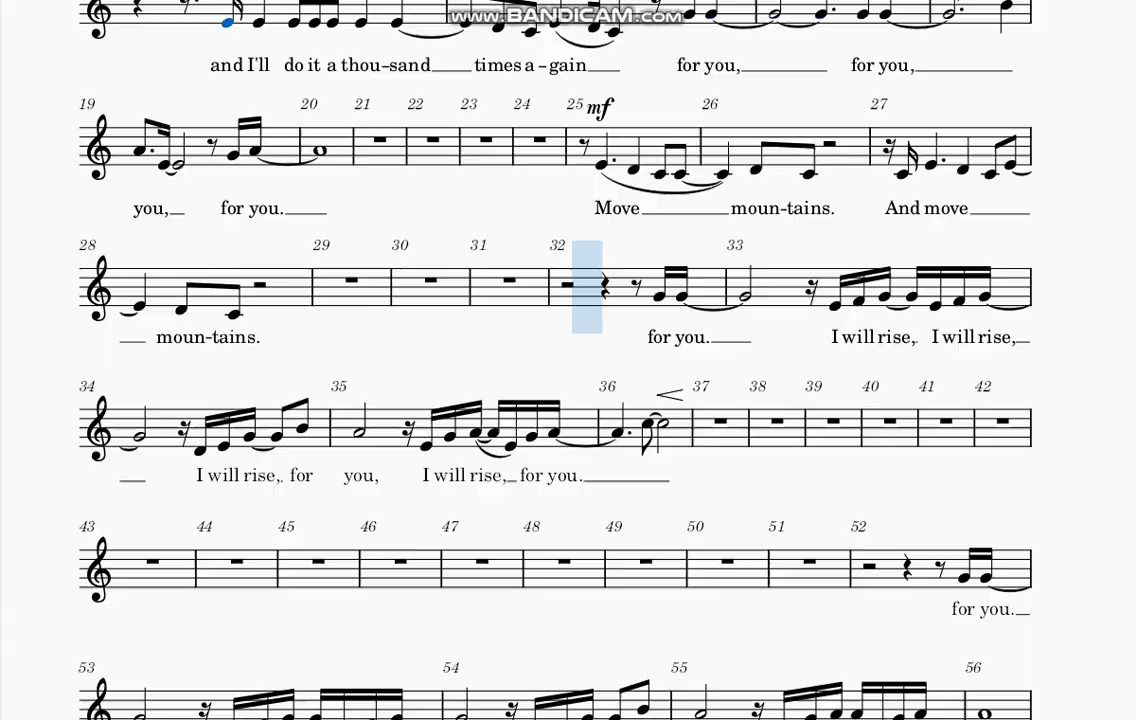 www.BANDICAM.com
and I'll do it a thou-sand times a-gain for you, for you,
19 20 21 22 23 24 25 mf 26 27
you, for you. Move moun-tains. And move
28 29 30 31 32 33
moun-tains. for you. I will rise, I will rise,
34 35 36 37 38 39 40 41 42
I will rise, for you, I will rise, for you.
43 44 45 46 47 48 49 50 51 52
for you.
53 54 55 56